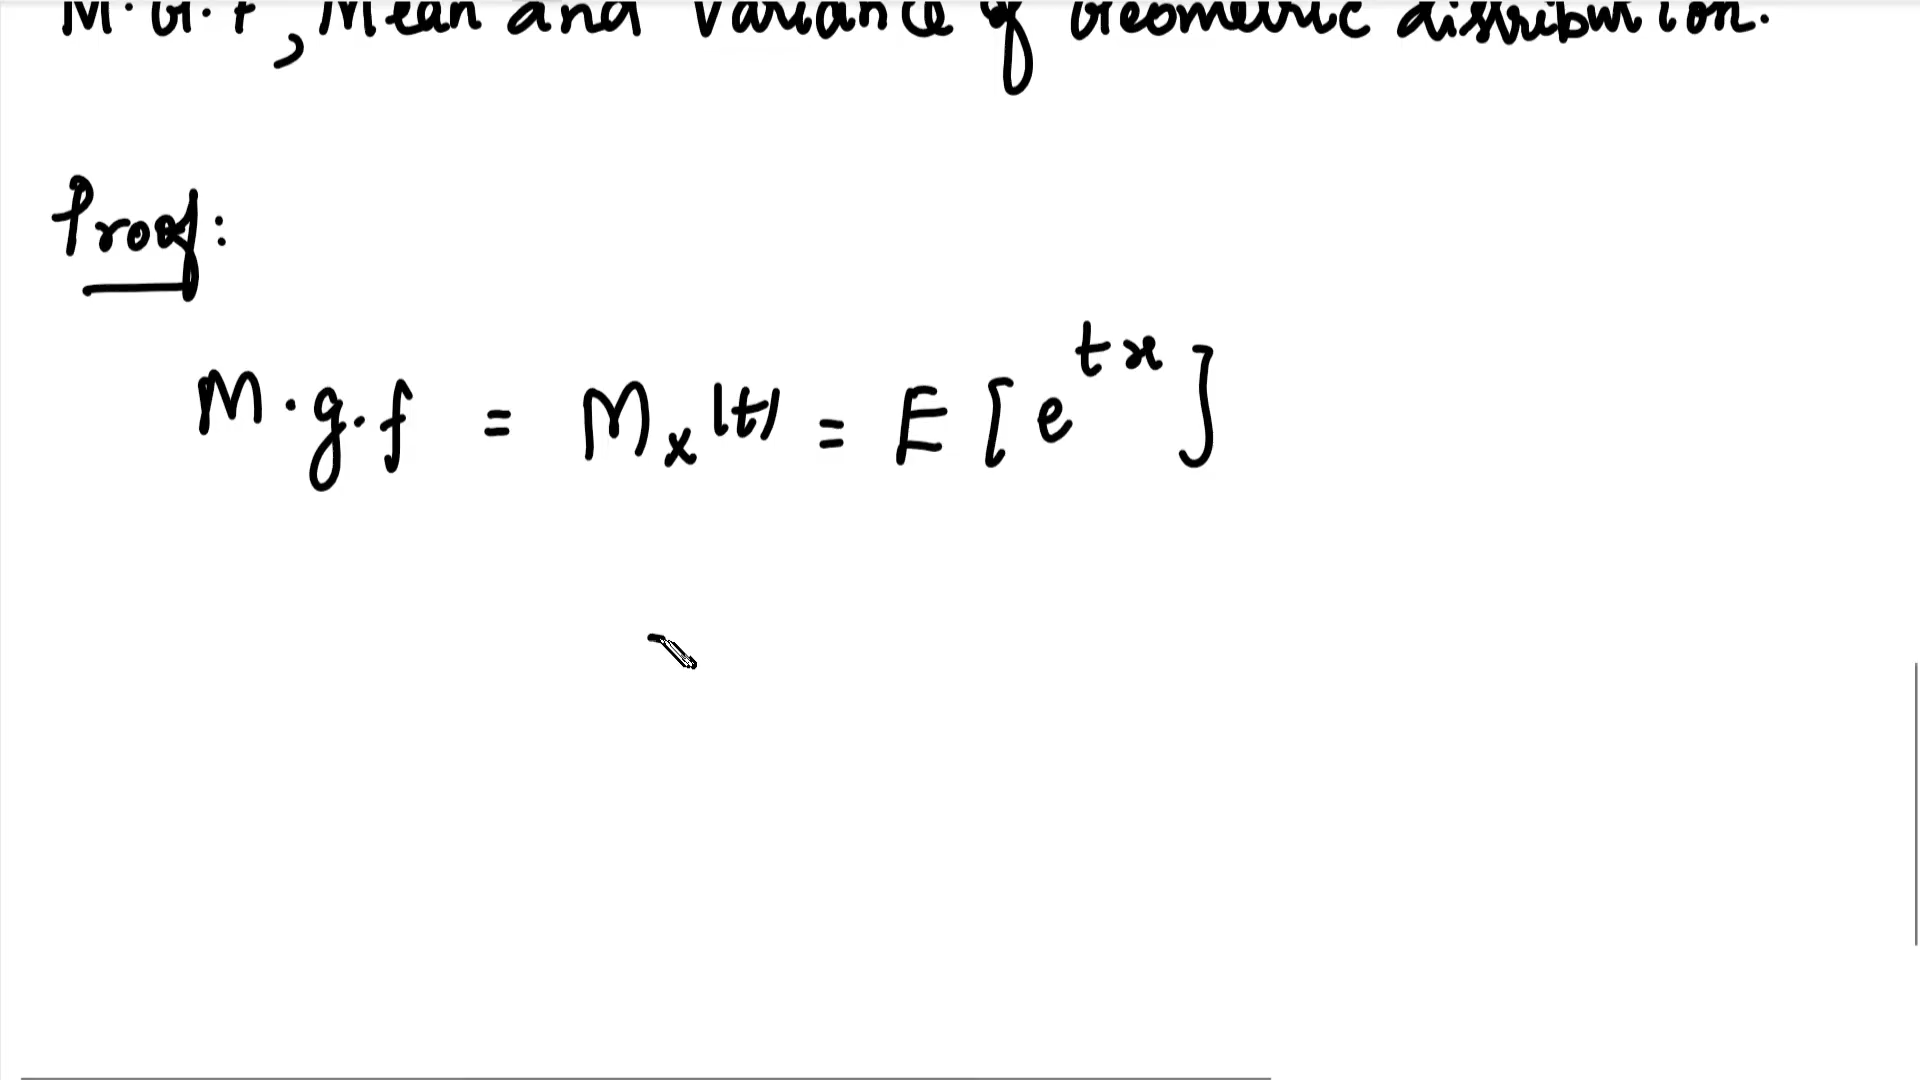 M.G.F, Mean and Variance of Geometric distribution.
Proof:
M.g.f = Mx(t) = E[e^tx]